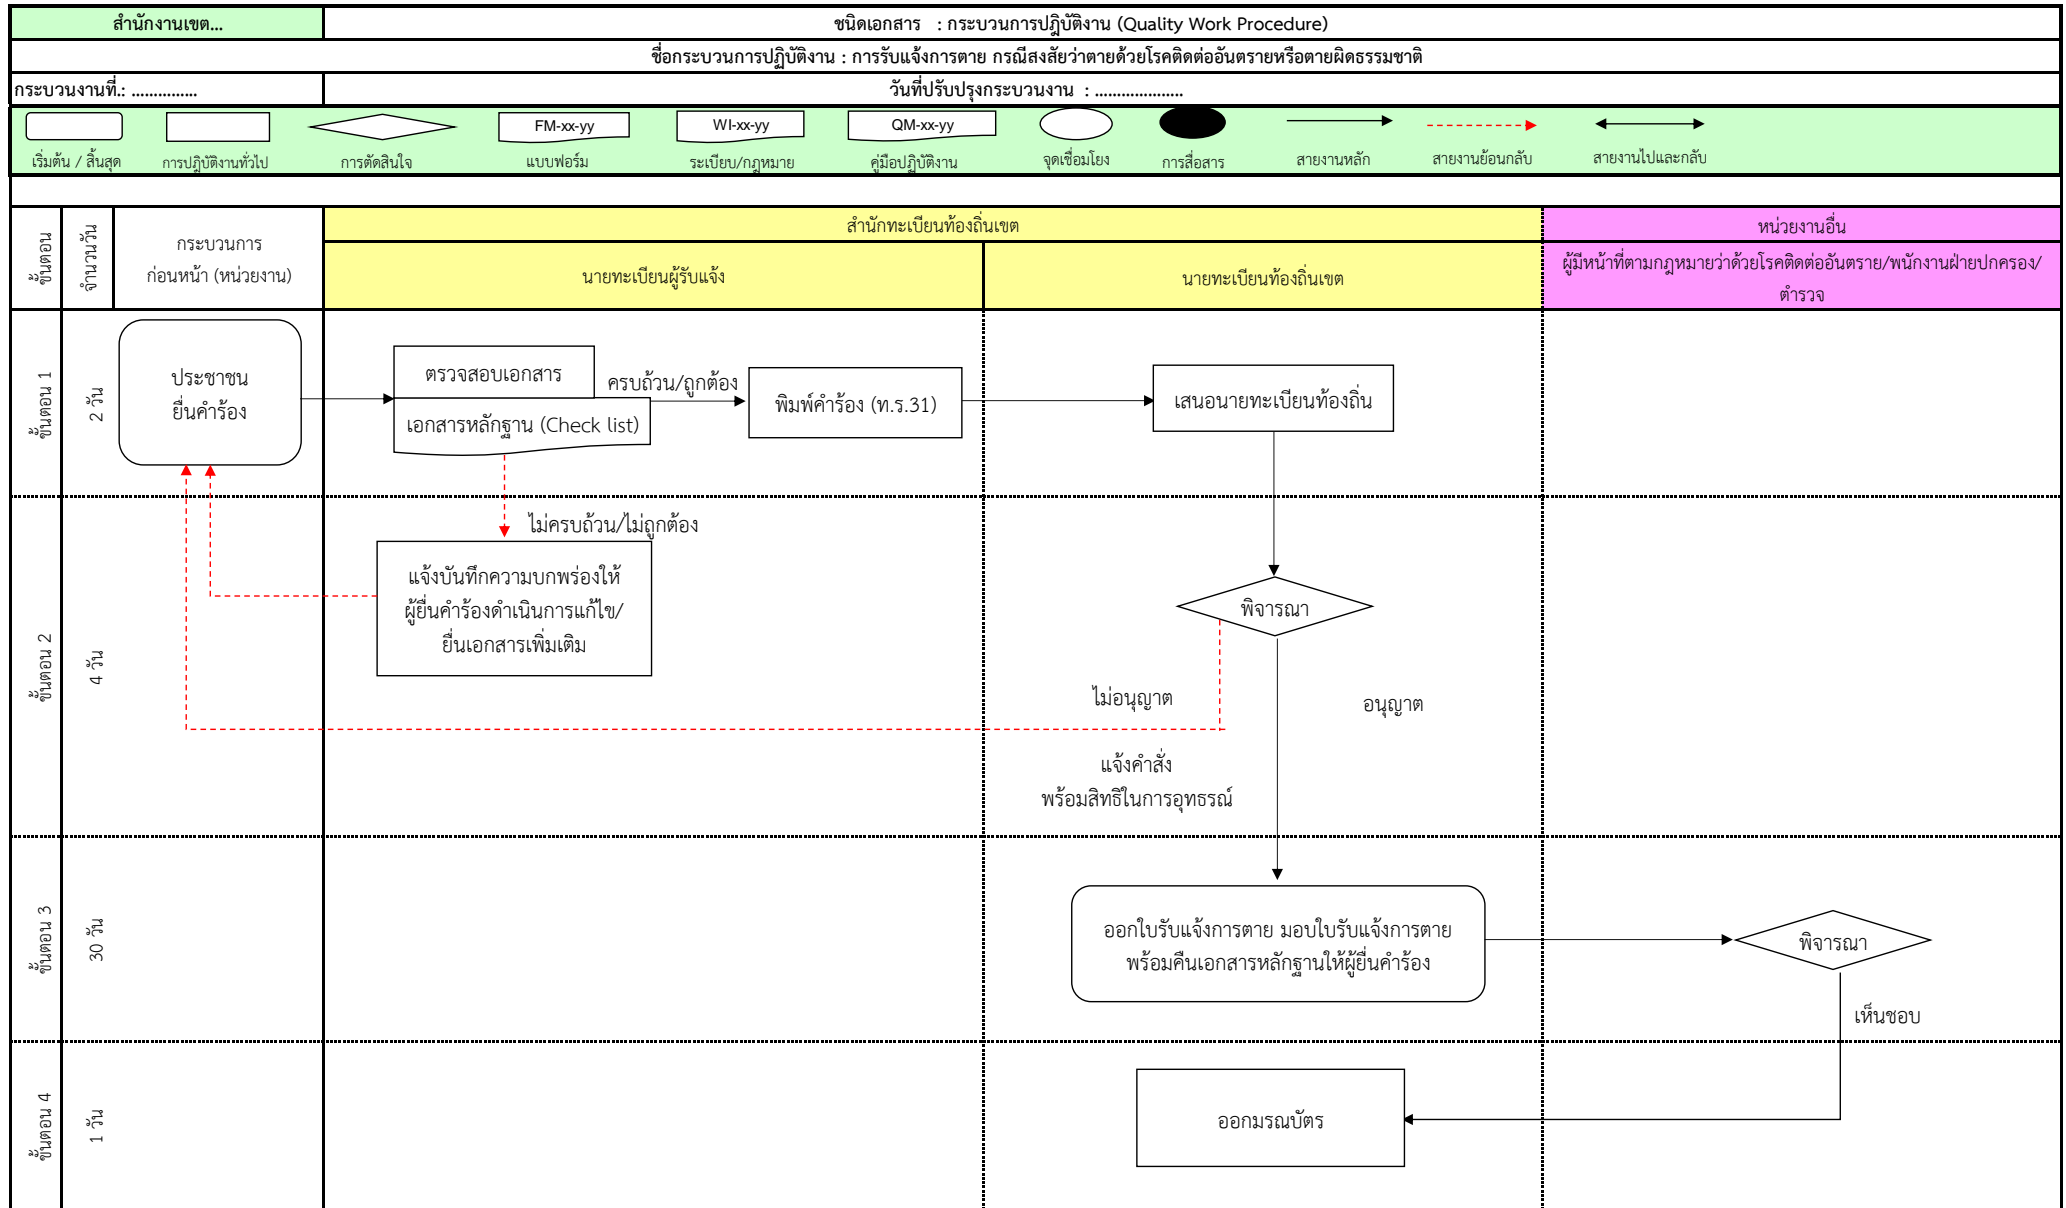 สำนักงานเขต...
ชนิดเอกสาร : กระบวนการปฏิบัติงาน (Quality Work Procedure)
ชื่อกระบวนการปฏิบัติงาน : การรับแจ้งการตาย กรณีสงสัยว่าตายด้วยโรคติดต่ออันตรายหรือตายผิดธรรมชาติ
กระบวนงานที่.: ...............
วันที่ปรับปรุงกระบวนงาน : ...................
FM-xx-yy
WI-xx-yy
QM-xx-yy
เริ่มต้น / สิ้นสุด
การปฏิบัติงานทั่วไป
การตัดสินใจ
แบบฟอร์ม
ระเบียบ/กฎหมาย
คู่มือปฏิบัติงาน
จุดเชื่อมโยง
การสื่อสาร
สายงานหลัก
สายงานย้อนกลับ
สายงานไปและกลับ
ขั้นตอน
จำนวนวัน
กระบวนการ
ก่อนหน้า (หน่วยงาน)
สำนักทะเบียนท้องถิ่นเขต
หน่วยงานอื่น
นายทะเบียนผู้รับแจ้ง
นายทะเบียนท้องถิ่นเขต
ผู้มีหน้าที่ตามกฎหมายว่าด้วยโรคติดต่ออันตราย/พนักงานฝ่ายปกครอง/
ตำรวจ
ขั้นตอน 1
2 วัน
ประชาชน
ยื่นคำร้อง
ตรวจสอบเอกสาร
เอกสารหลักฐาน (Check list)
ครบถ้วน/ถูกต้อง
พิมพ์คำร้อง (ท.ร.31)
เสนอนายทะเบียนท้องถิ่น
ขั้นตอน 2
4 วัน
ไม่ครบถ้วน/ไม่ถูกต้อง
แจ้งบันทึกความบกพร่องให้
ผู้ยื่นคำร้องดำเนินการแก้ไข/
ยื่นเอกสารเพิ่มเติม
พิจารณา
ไม่อนุญาต
อนุญาต
แจ้งคำสั่ง
พร้อมสิทธิในการอุทธรณ์
ขั้นตอน 3
30 วัน
ออกใบรับแจ้งการตาย มอบใบรับแจ้งการตาย
พร้อมคืนเอกสารหลักฐานให้ผู้ยื่นคำร้อง
พิจารณา
เห็นชอบ
ขั้นตอน 4
1 วัน
ออกมรณบัตร